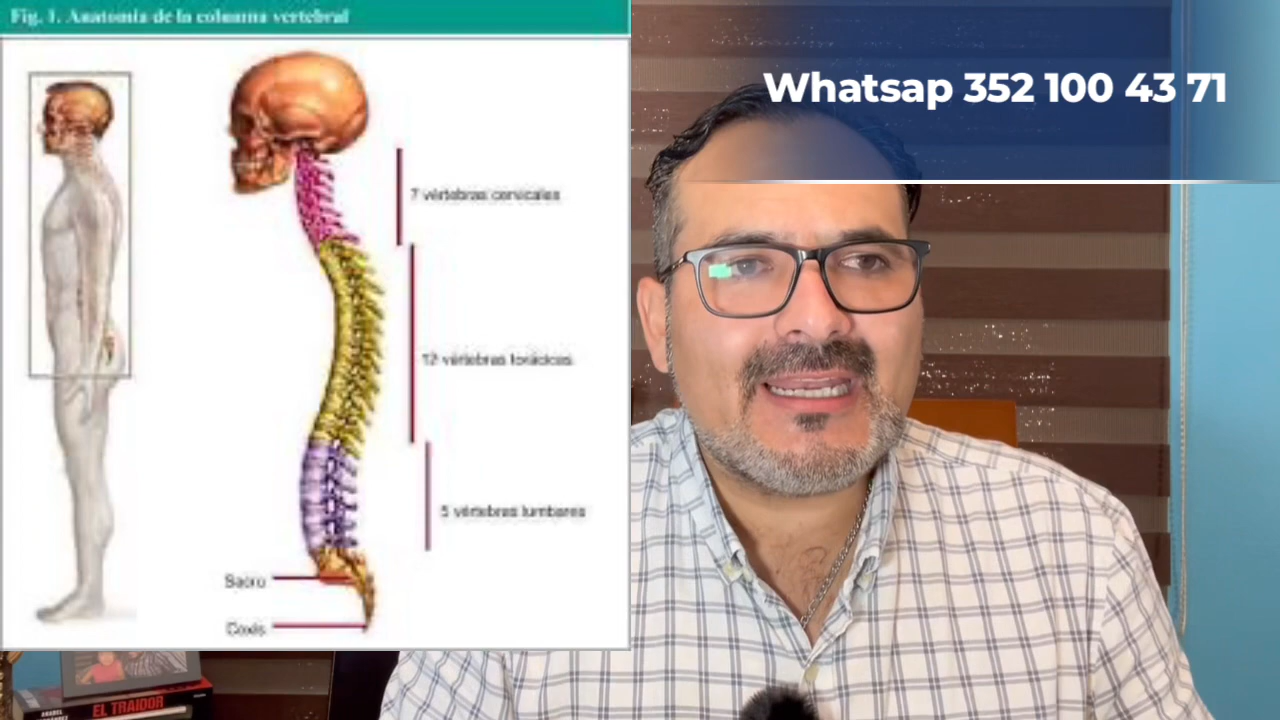 Fig. 1. Anatomía de la columna vertebral
Whatsap 352 100 43 71
7 vértebras cervicales
12 vértebras torácicas
5 vértebras lumbares
Sacro
Coxis
EL TRAIDOR